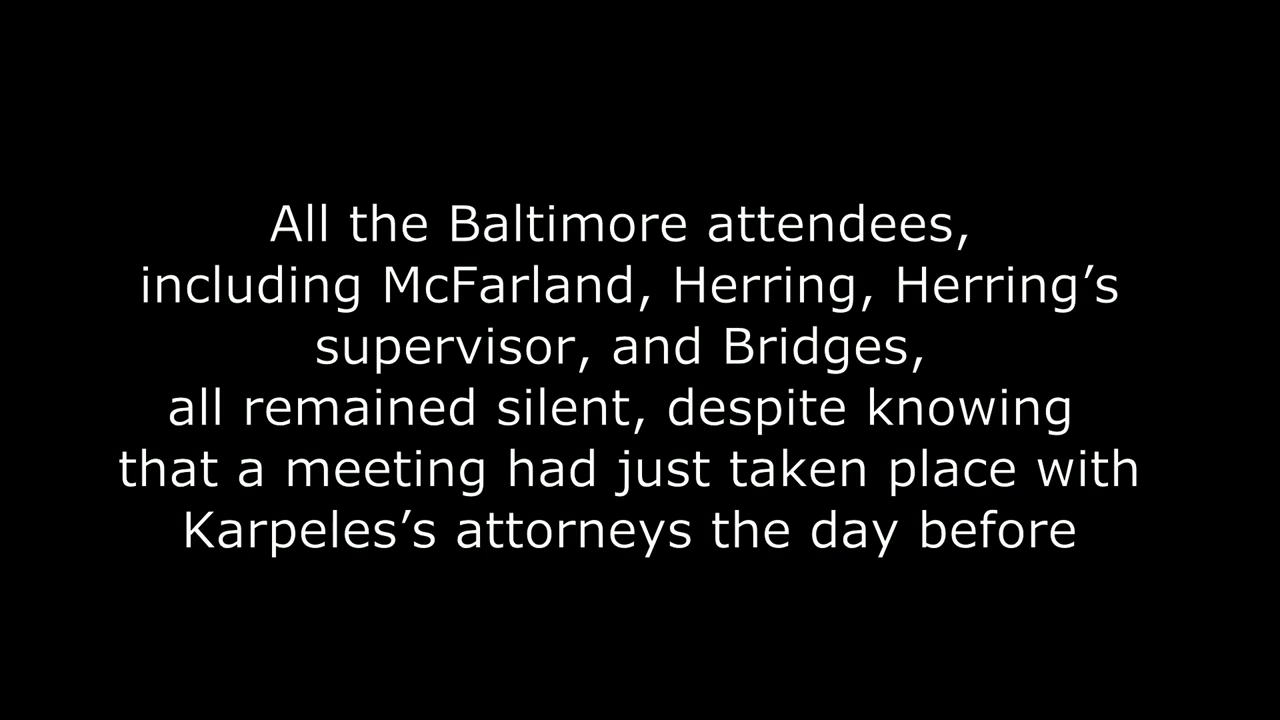 All the Baltimore attendees,
including McFarland, Herring, Herring’s
supervisor, and Bridges,
all remained silent, despite knowing
that a meeting had just taken place with
Karpeles’s attorneys the day before